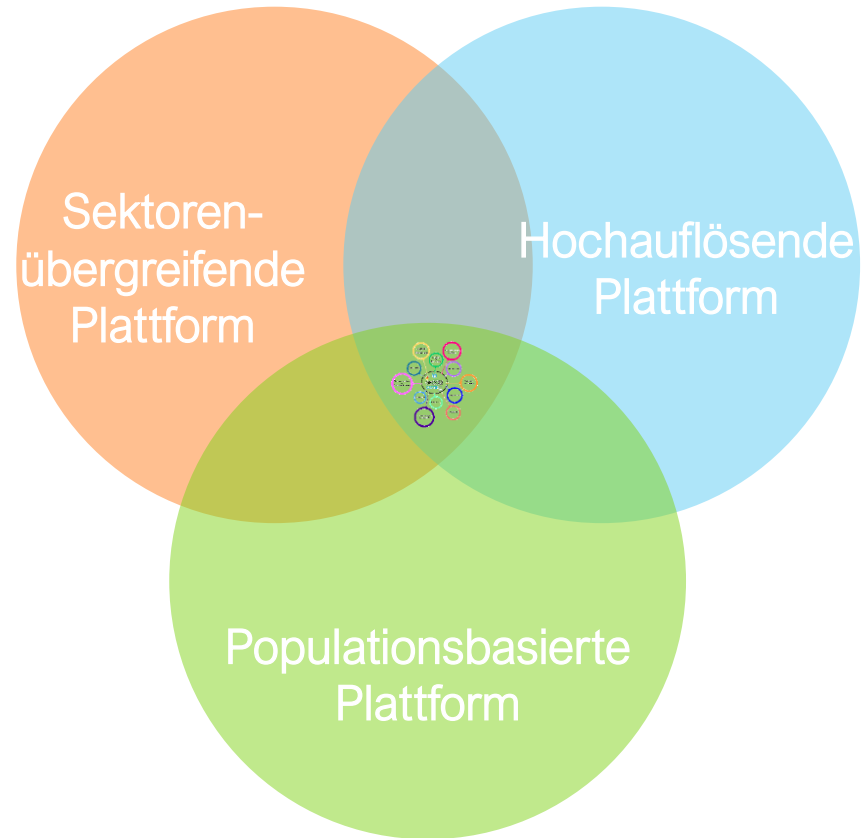 Sektoren-
übergreifende
Plattform
Hochauflösende
Plattform
Populationsbasierte
Plattform